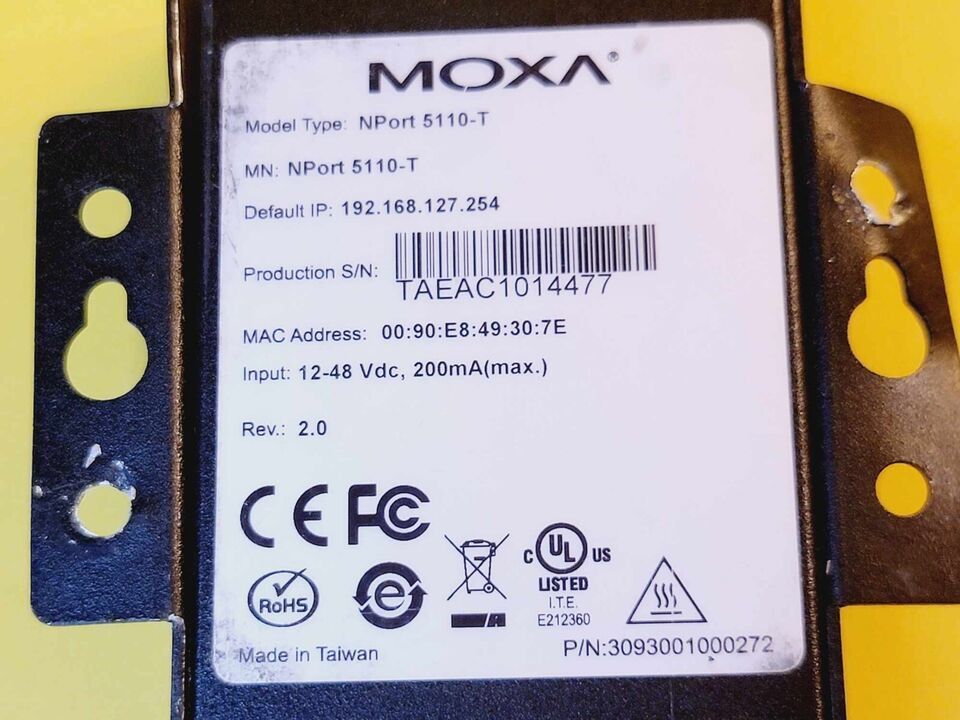 MOXA®
Model Type: NPort 5110-T
MN: NPort 5110-T
Default IP: 192.168.127.254
Production S/N:
TAEAC1014477
MAC Address: 00:90:E8:49:30:7E
Input: 12-48 Vdc, 200mA(max.)
Rev.: 2.0
CE FC
RoHS
e
C UL US
LISTED
I.T.E.
E212360
Made in Taiwan
P/N:3093001000272